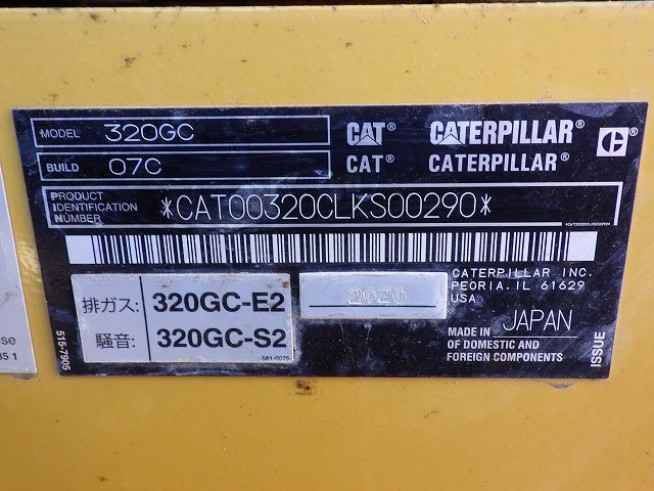 MODEL 320GC CAT® CATERPILLAR®
BUILD 07C CAT® CATERPILLAR®
C
PRODUCT IDENTIFICATION NUMBER *CAT00320CLKS00290*
CATERPILLAR INC.
PEORIA, IL 61629
USA
排ガス: 320GC-E2
騒音: 320GC-S2
581-0075
2020
MADE IN JAPAN
OF DOMESTIC AND
FOREIGN COMPONENTS
ISSUE
515-7905